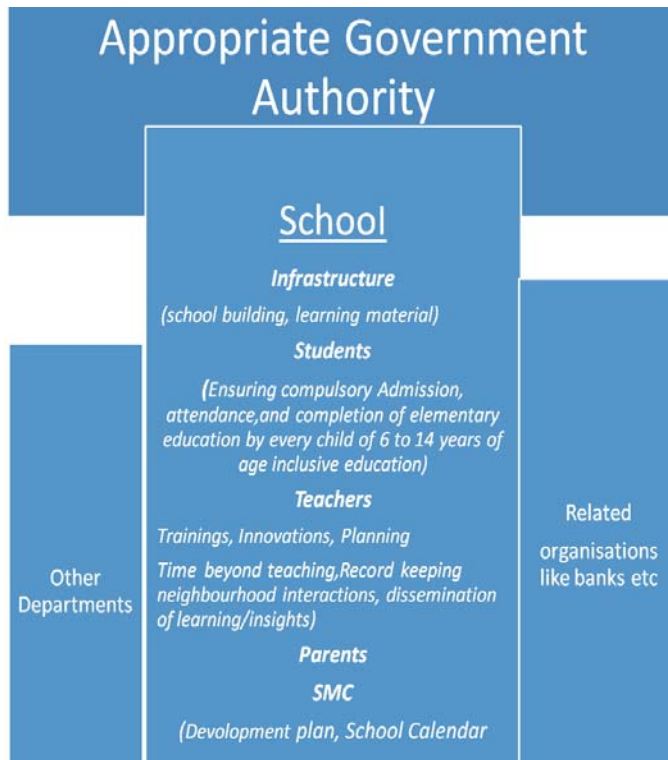 Appropriate Government
Authority
School
Infrastructure
(school building, learning material)
Students
(Ensuring compulsory Admission,
attendance,and completion of elementary
education by every child of 6 to 14 years of
age inclusive education)
Teachers
Trainings, Innovations, Planning
Time beyond teaching,Record keeping
neighbourhood interactions, dissemination
of learning/insights)
Parents
SMC
(Devolopment plan, School Calendar
Other
Departments
Related
organisations
like banks etc